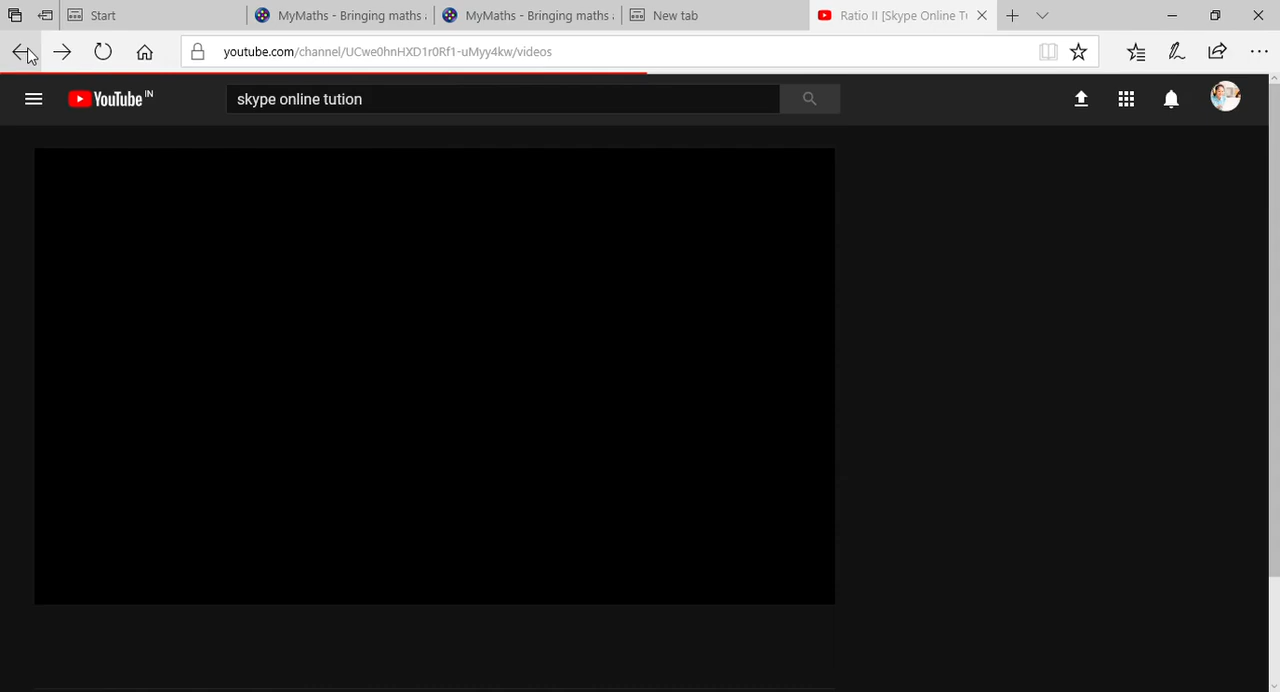 Start
MyMaths - Bringing maths
MyMaths - Bringing maths
New tab
Ratio II [Skype Online Tu
youtube.com/channel/UCwe0hnHXD1r0Rf1-uMyy4kw/videos
YouTube IN
skype online tution